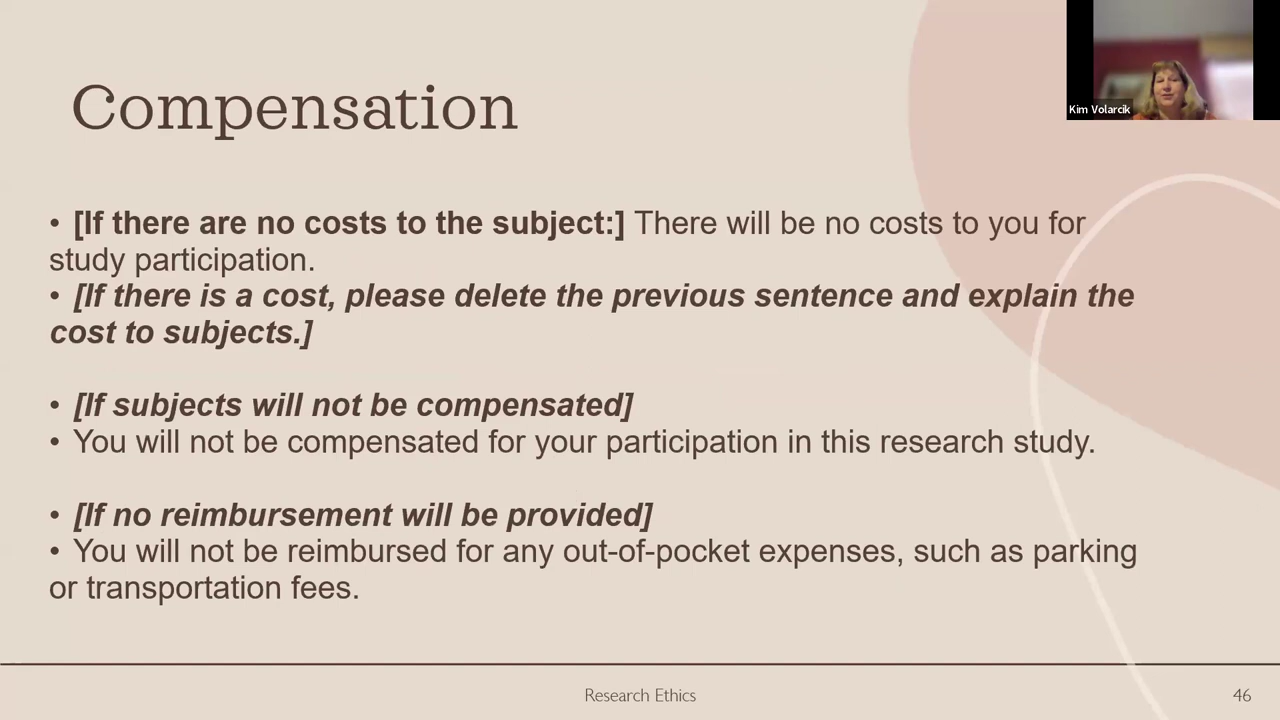 Compensation
Kim Volarcik
• [If there are no costs to the subject:] There will be no costs to you for
study participation.
• [If there is a cost, please delete the previous sentence and explain the
cost to subjects.]
• [If subjects will not be compensated]
• You will not be compensated for your participation in this research study.
• [If no reimbursement will be provided]
• You will not be reimbursed for any out-of-pocket expenses, such as parking
or transportation fees.
Research Ethics
46